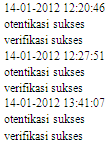 14-01-2012 12:20:46
otentikasi sukses
verifikasi sukses
14-01-2012 12:27:51
otentikasi sukses
verifikasi sukses
14-01-2012 13:41:07
otentikasi sukses
verifikasi sukses